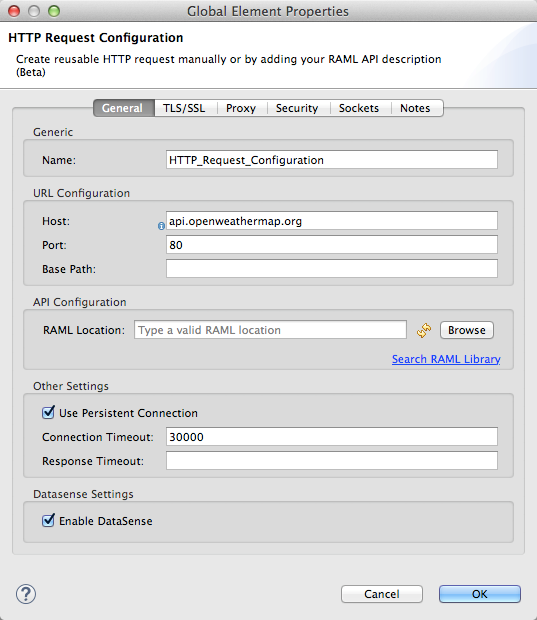 Global Element Properties
HTTP Request Configuration
Create reusable HTTP request manually or by adding your RAML API description
(Beta)
General TLS/SSL Proxy Security Sockets Notes
Generic
Name: HTTP_Request_Configuration
URL Configuration
Host: i api.openweathermap.org
Port: 80
Base Path:
API Configuration
RAML Location: Type a valid RAML location Browse
Search RAML Library
Other Settings
Use Persistent Connection
Connection Timeout: 30000
Response Timeout:
Datasense Settings
Enable DataSense
? Cancel OK